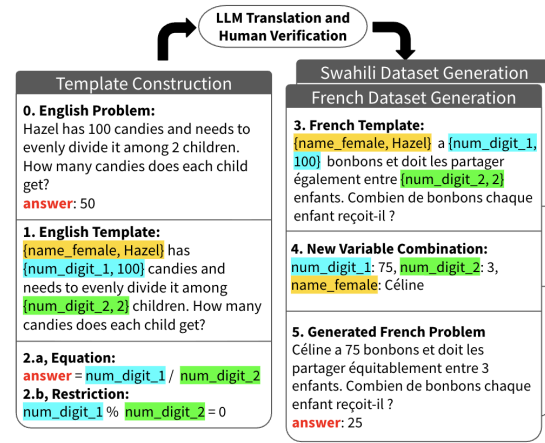 LLM Translation and
Human Verification
Template Construction
0. English Problem:
Hazel has 100 candies and needs to
evenly divide it among 2 children.
How many candies does each child
get?
answer: 50
1. English Template:
{name_female, Hazel} has
{num_digit_1, 100} candies and
needs to evenly divide it among
{num_digit_2, 2} children. How many
candies does each child get?
2.a, Equation:
answer = num_digit_1 / num_digit_2
2.b, Restriction:
num_digit_1 % num_digit_2 = 0
Swahili Dataset Generation
French Dataset Generation
3. French Template:
{name_female, Hazel} a {num_digit_1,
100} bonbons et doit les partager
également entre {num_digit_2, 2}
enfants. Combien de bonbons chaque
enfant reçoit-il ?
4. New Variable Combination:
num_digit_1: 75, num_digit_2: 3,
name_female: Céline
5. Generated French Problem
Céline a 75 bonbons et doit les
partager équitablement entre 3
enfants. Combien de bonbons chaque
enfant reçoit-il ?
answer: 25